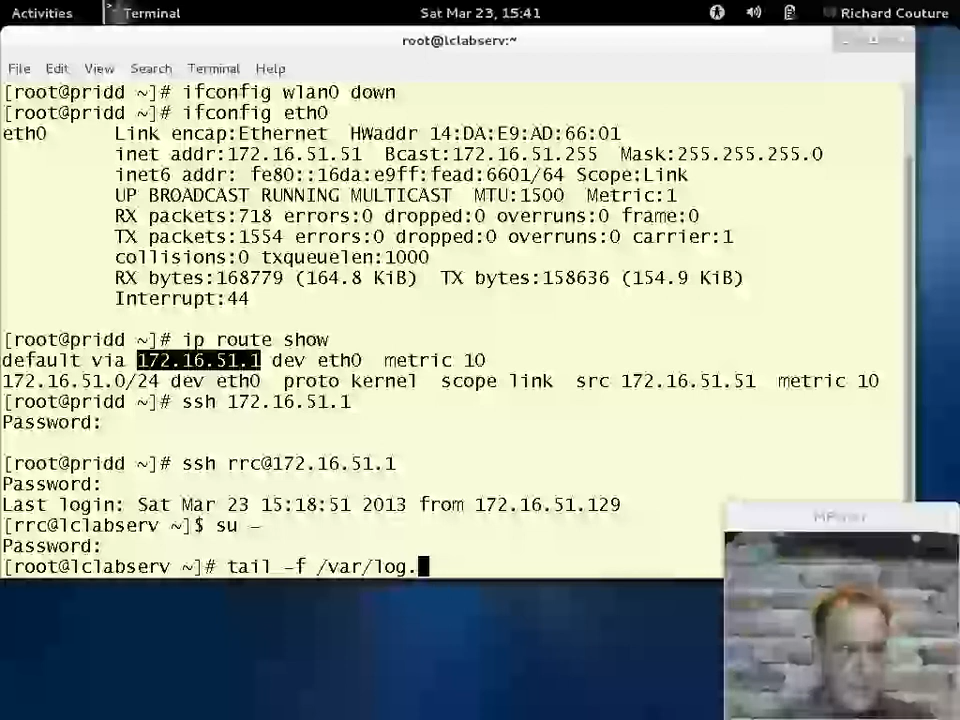 Activities Terminal Sat Mar 23, 15:41 Richard Couture
root@lclabserv:~
File Edit View Search Terminal Help
[root@pridd ~]# ifconfig wlan0 down
[root@pridd ~]# ifconfig eth0
eth0 Link encap:Ethernet HWaddr 14:DA:E9:AD:66:01
inet addr:172.16.51.51 Bcast:172.16.51.255 Mask:255.255.255.0
inet6 addr: fe80::16da:e9ff:fead:6601/64 Scope:Link
UP BROADCAST RUNNING MULTICAST MTU:1500 Metric:1
RX packets:718 errors:0 dropped:0 overruns:0 frame:0
TX packets:1554 errors:0 dropped:0 overruns:0 carrier:1
collisions:0 txqueuelen:1000
RX bytes:168779 (164.8 KiB) TX bytes:158636 (154.9 KiB)
Interrupt:44
[root@pridd ~]# ip route show
default via 172.16.51.1 dev eth0 metric 10
172.16.51.0/24 dev eth0 proto kernel scope link src 172.16.51.51 metric 10
[root@pridd ~]# ssh 172.16.51.1
Password:
[root@pridd ~]# ssh rrc@172.16.51.1
Password:
Last login: Sat Mar 23 15:18:51 2013 from 172.16.51.129
[rrc@lclabserv ~]$ su -
Password:
[root@lclabserv ~]# tail -f /var/log.
MPlayer